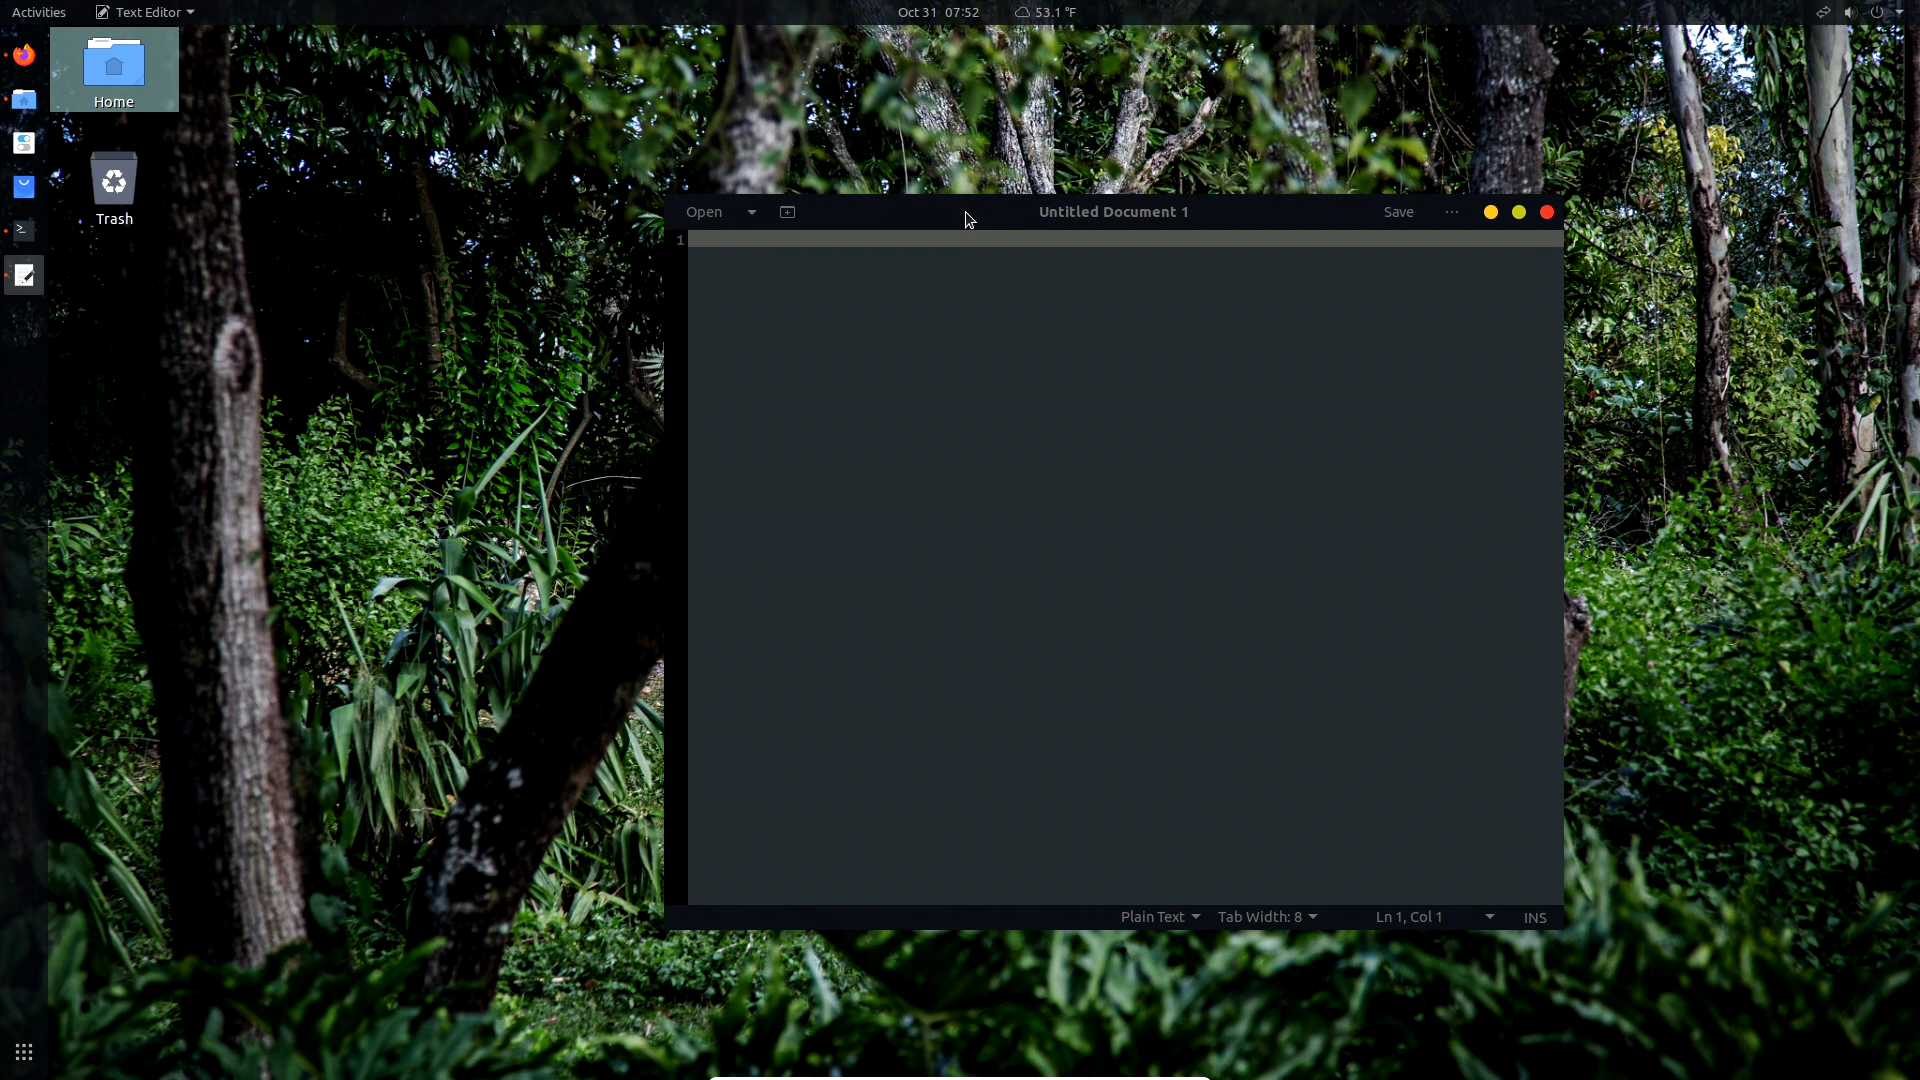 Activities Text Editor Oct 31 07:52 53.1 °F
Home
Trash
Open Untitled Document 1 Save
1
Plain Text Tab Width: 8 Ln 1, Col 1 INS